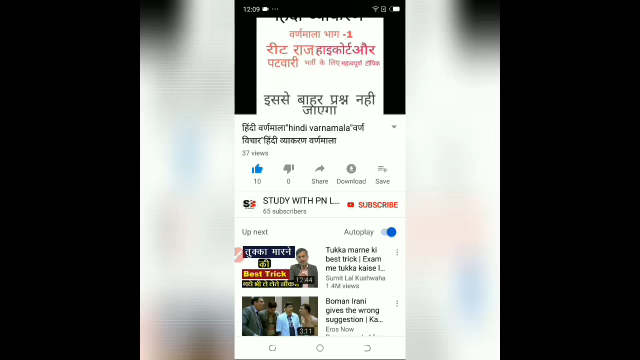 12:09
हिंदी व्याकरण
वर्णमाला भाग -1
रीट राज हाइकोर्ट और
पटवारी भर्ती के लिए महत्वपूर्ण टॉपिक
इससे बाहर प्रश्न नही
जाएगा
हिंदी वर्णमाला"hindi varnamala"वर्ण
विचार"हिंदी व्याकरण वर्णमाला
37 views
10
0
Share
Download
Save
STUDY WITH PN L...
65 subscribers
SUBSCRIBE
Up next
Autoplay
तुक्का मारने
की
Best Trick
12:44
Tukka marne ki
best trick | Exam
me tukka kaise l...
Sumit Lal Kushwaha
1.4M views
3:11
Boman Irani
gives the wrong
suggestion | Ka...
Eros Now